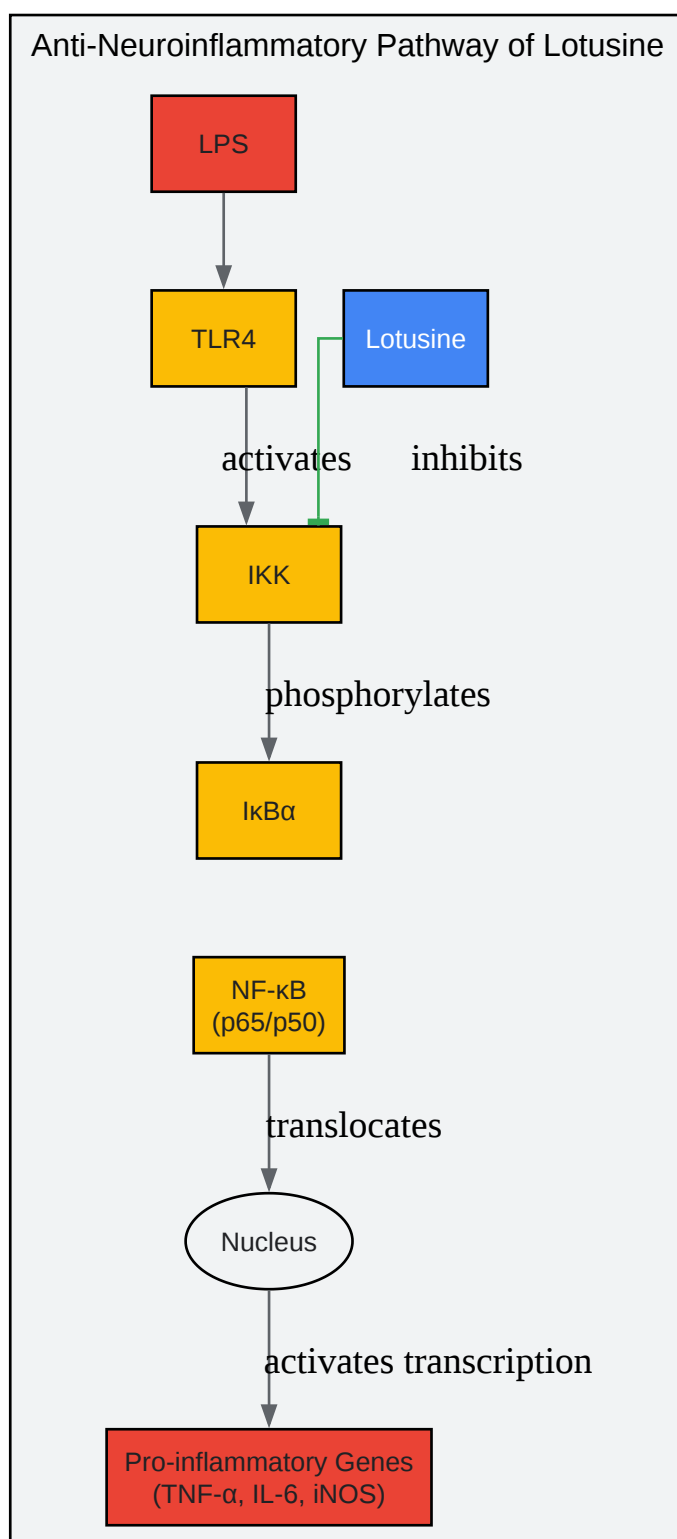 Anti-Neuroinflammatory Pathway of Lotusine
LPS
TLR4
Lotusine
activates
inhibits
IKK
phosphorylates
IκBα
NF-κB
(p65/p50)
translocates
Nucleus
activates transcription
Pro-inflammatory Genes
(TNF-α, IL-6, iNOS)